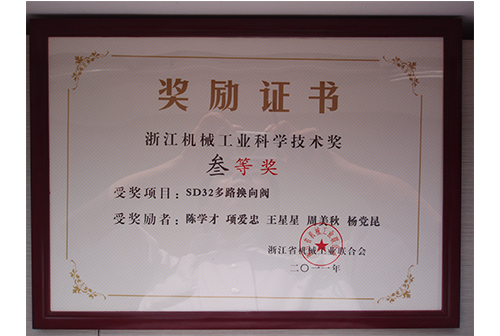 奖励证书
浙江机械工业科学技术奖
叁等奖
受奖项目：SD32多路换向阀
受奖励者：陈学才 项爱忠 王星星 周美秋 杨党昆
浙江省机械工业联合会
二〇一一年